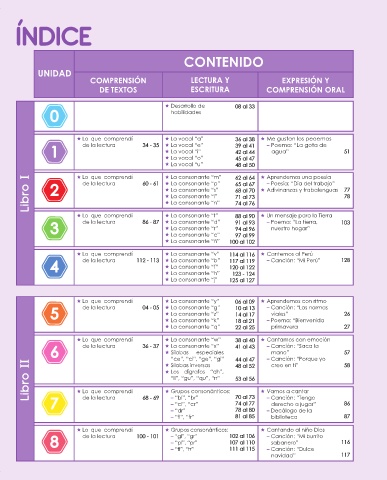 ÍNDICE
UNIDAD
CONTENIDO
COMPRENSIÓN DE TEXTOS
LECTURA Y ESCRITURA
EXPRESIÓN Y COMPRENSIÓN ORAL
Libro I
0
★ Desarrollo de habilidades 08 al 33
1
★ Lo que comprendí de la lectura 34 - 35
★ La vocal "a" 36 al 38
★ La vocal "e" 39 al 41
★ La vocal "i" 42 al 44
★ La vocal "o" 45 al 47
★ La vocal "u" 48 al 50
★ Me gustan los poemas
– Poema: "La gota de agua" 51
2
★ Lo que comprendí de la lectura 60 - 61
★ La consonante "m" 62 al 64
★ La consonante "p" 65 al 67
★ La consonante "s" 68 al 70
★ La consonante "l" 71 al 73
★ La consonante "n" 74 al 76
★ Aprendemos una poesía
– Poesía: "Día del trabajo" 77
★ Adivinanzas y trabalenguas 78
3
★ Lo que comprendí de la lectura 86 - 87
★ La consonante "t" 88 al 90
★ La consonante "d" 91 al 93
★ La consonante "r" 94 al 96
★ La consonante "c" 97 al 99
★ La consonante "ñ" 100 al 102
★ Un mensaje para la Tierra
– Poema: "La tierra, nuestro hogar" 103
4
★ Lo que comprendí de la lectura 112 - 113
★ La consonante "v" 114 al 116
★ La consonante "b" 117 al 119
★ La consonante "f" 120 al 122
★ La consonante "h" 123 - 124
★ La consonante "j" 125 al 127
★ Cantemos al Perú
– Canción: "Mi Perú" 128
Libro II
5
★ Lo que comprendí de la lectura 04 - 05
★ La consonante "y" 06 al 09
★ La consonante "g" 10 al 13
★ La consonante "z" 14 al 17
★ La consonante "k" 18 al 21
★ La consonante "q" 22 al 25
★ Aprendemos con ritmo
– Canción: "Las normas viales" 26
– Poema: "Bienvenida primavera 27
6
★ Lo que comprendí de la lectura 36 - 37
★ La consonante "w" 38 al 40
★ La consonante "x" 41 al 43
★ Sílabas especiales "ce", "ci", "ge", "gi" 44 al 47
★ Sílabas inversas 48 al 52
★ Los dígrafos "ch", "ll", "gu", "qu", "rr" 53 al 56
★ Cantamos con emoción
– Canción: "Saco la mano" 57
– Canción: "Porque yo creo en ti" 58
7
★ Lo que comprendí de la lectura 68 - 69
★ Grupos consonánticos:
– "bl", "br" 70 al 73
– "cl", "cr" 74 al 77
– "dr" 78 al 80
– "fl", "fr" 81 al 85
★ Vamos a cantar
– Canción: "Tengo derecho a jugar" 86
– Decálogo de la biblioteca 87
8
★ Lo que comprendí de la lectura 100 - 101
★ Grupos consonánticos:
– "gl", "gr" 102 al 106
– "pl", "pr" 107 al 110
– "tl", "tr" 111 al 115
★ Cantando al niño Dios
– Canción: "Mi burrito sabanero" 116
– Canción: "Dulce navidad" 117